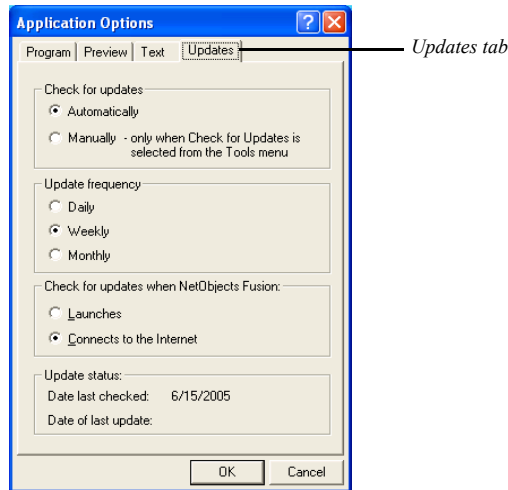 Application Options
Program Preview Text Updates
Updates tab
Check for updates
Automatically
Manually - only when Check for Updates is
selected from the Tools menu
Update frequency
Daily
Weekly
Monthly
Check for updates when NetObjects Fusion:
Launches
Connects to the Internet
Update status:
Date last checked: 6/15/2005
Date of last update:
OK Cancel